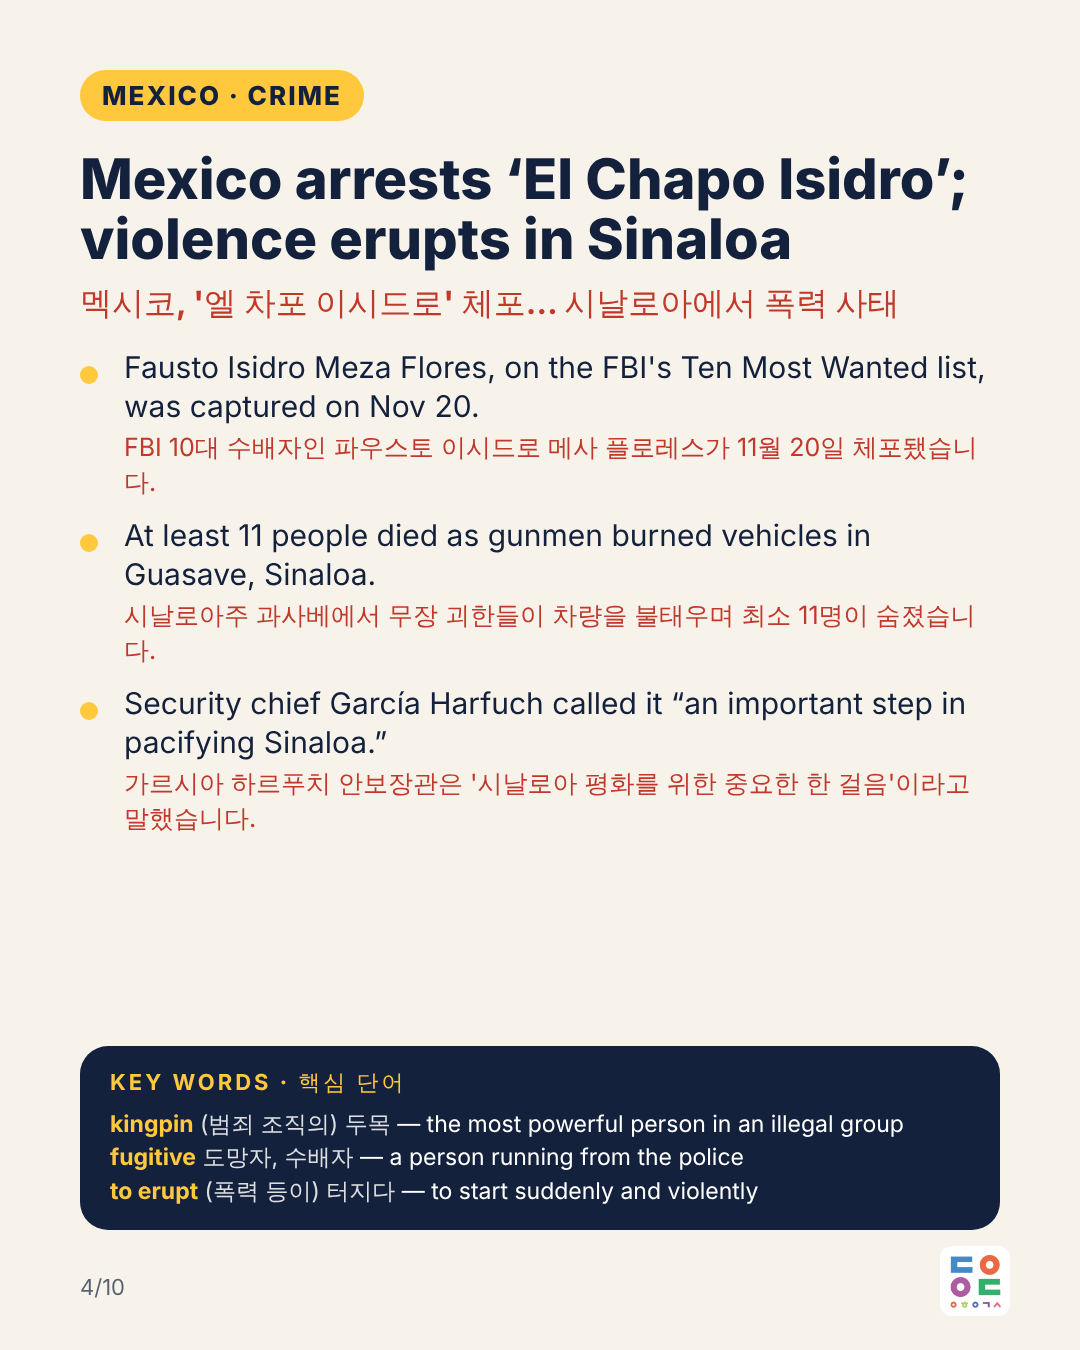 MEXICO · CRIME
Mexico arrests ‘El Chapo Isidro’;
violence erupts in Sinaloa
멕시코, '엘 차포 이시드로' 체포... 시날로아에서 폭력 사태
Fausto Isidro Meza Flores, on the FBI's Ten Most Wanted list,
was captured on Nov 20.
FBI 10대 수배자인 파우스토 이시드로 메사 플로레스가 11월 20일 체포됐습니
다.
At least 11 people died as gunmen burned vehicles in
Guasave, Sinaloa.
시날로아주 과사베에서 무장 괴한들이 차량을 불태우며 최소 11명이 숨졌습니
다.
Security chief García Harfuch called it “an important step in
pacifying Sinaloa.”
가르시아 하르푸치 안보장관은 '시날로아 평화를 위한 중요한 한 걸음'이라고
말했습니다.
KEY WORDS · 핵심 단어
kingpin (범죄 조직의) 두목 — the most powerful person in an illegal group
fugitive 도망자, 수배자 — a person running from the police
to erupt (폭력 등이) 터지다 — to start suddenly and violently
4/10